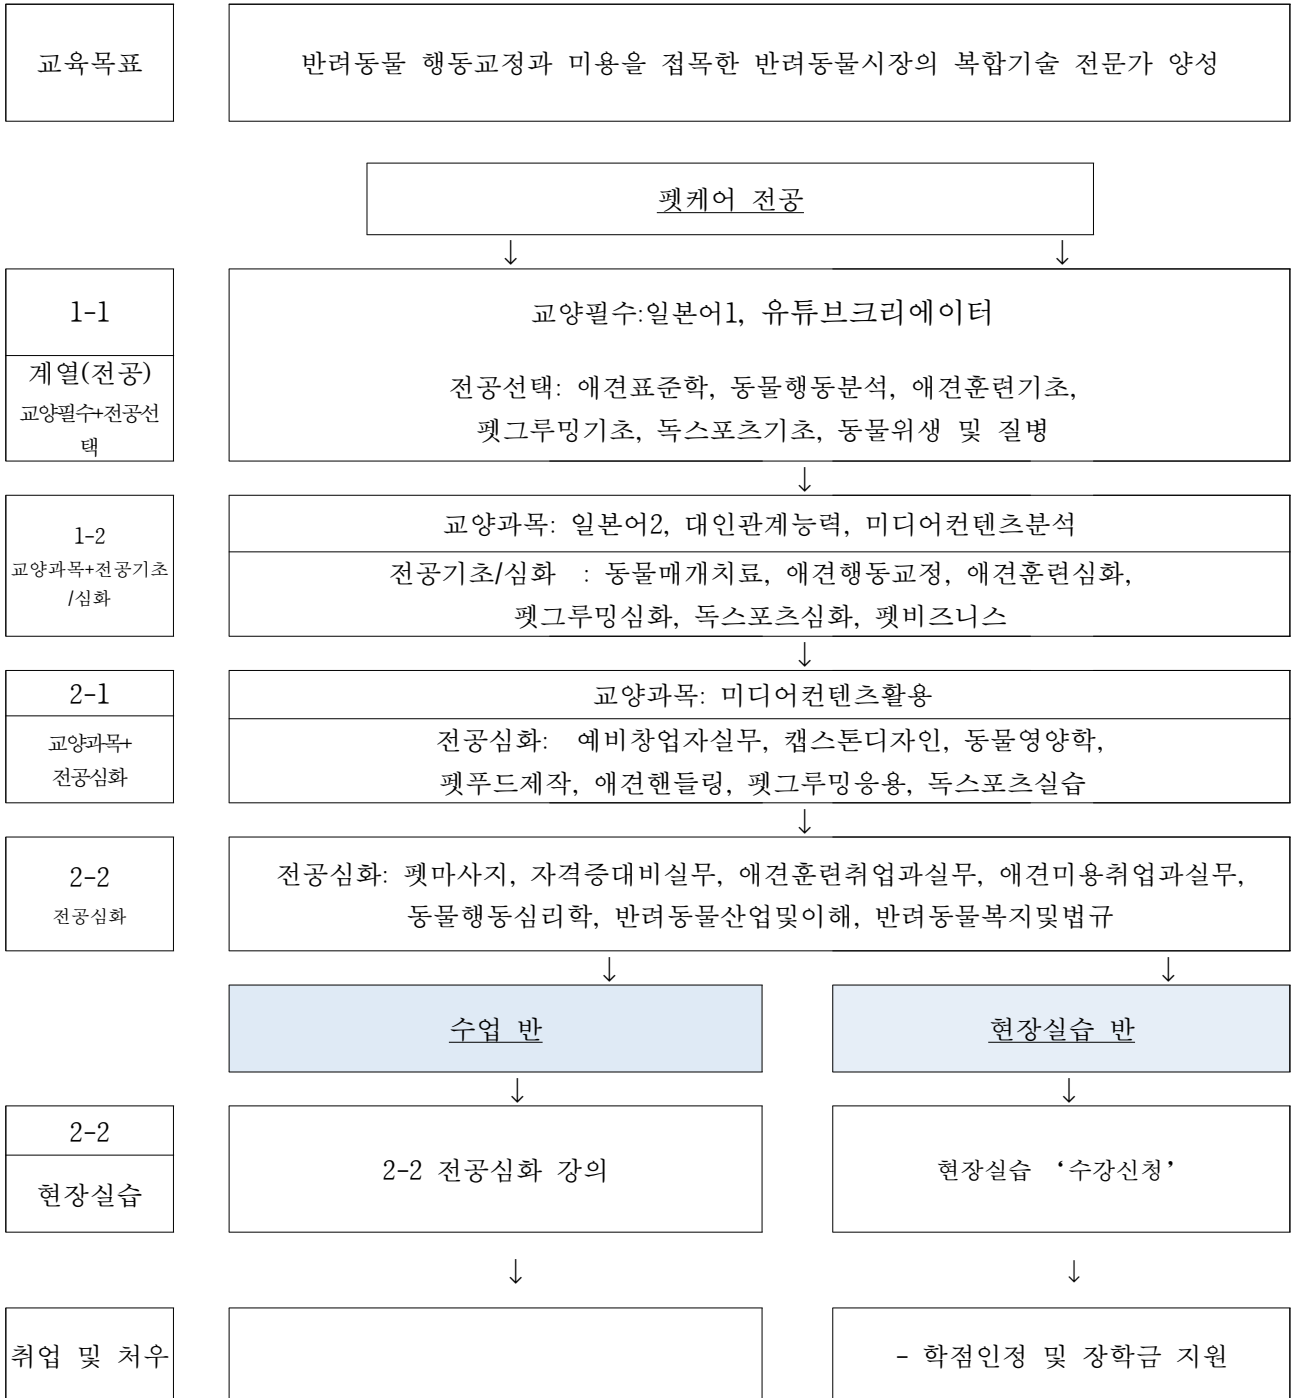 교육목표
반려동물 행동교정과 미용을 접목한 반려동물시장의 복합기술 전문가 양성
펫케어 전공
↓ ↓
1-1
계열(전공)
교양필수+전공선
택
교양필수:일본어1, 유튜브크리에이터
전공선택: 애견표준학, 동물행동분석, 애견훈련기초,
펫그루밍기초, 독스포츠기초, 동물위생 및 질병
↓
1-2
교양과목+전공기초
/심화
교양과목: 일본어2, 대인관계능력, 미디어컨텐츠분석
전공기초/심화 : 동물매개치료, 애견행동교정, 애견훈련심화,
펫그루밍심화, 독스포츠심화, 펫비즈니스
↓
2-1
교양과목+
전공심화
교양과목: 미디어컨텐츠활용
전공심화: 예비창업자실무, 캡스톤디자인, 동물영양학,
펫푸드제작, 애견핸들링, 펫그루밍응용, 독스포츠실습
↓
2-2
전공심화
전공심화: 펫마사지, 자격증대비실무, 애견훈련취업과실무, 애견미용취업과실무,
동물행동심리학, 반려동물산업및이해, 반려동물복지및법규
↓ ↓
수업 반
현장실습 반
↓ ↓
2-2
현장실습
2-2 전공심화 강의
현장실습 ‘수강신청’
↓ ↓
취업 및 처우
- 학점인정 및 장학금 지원